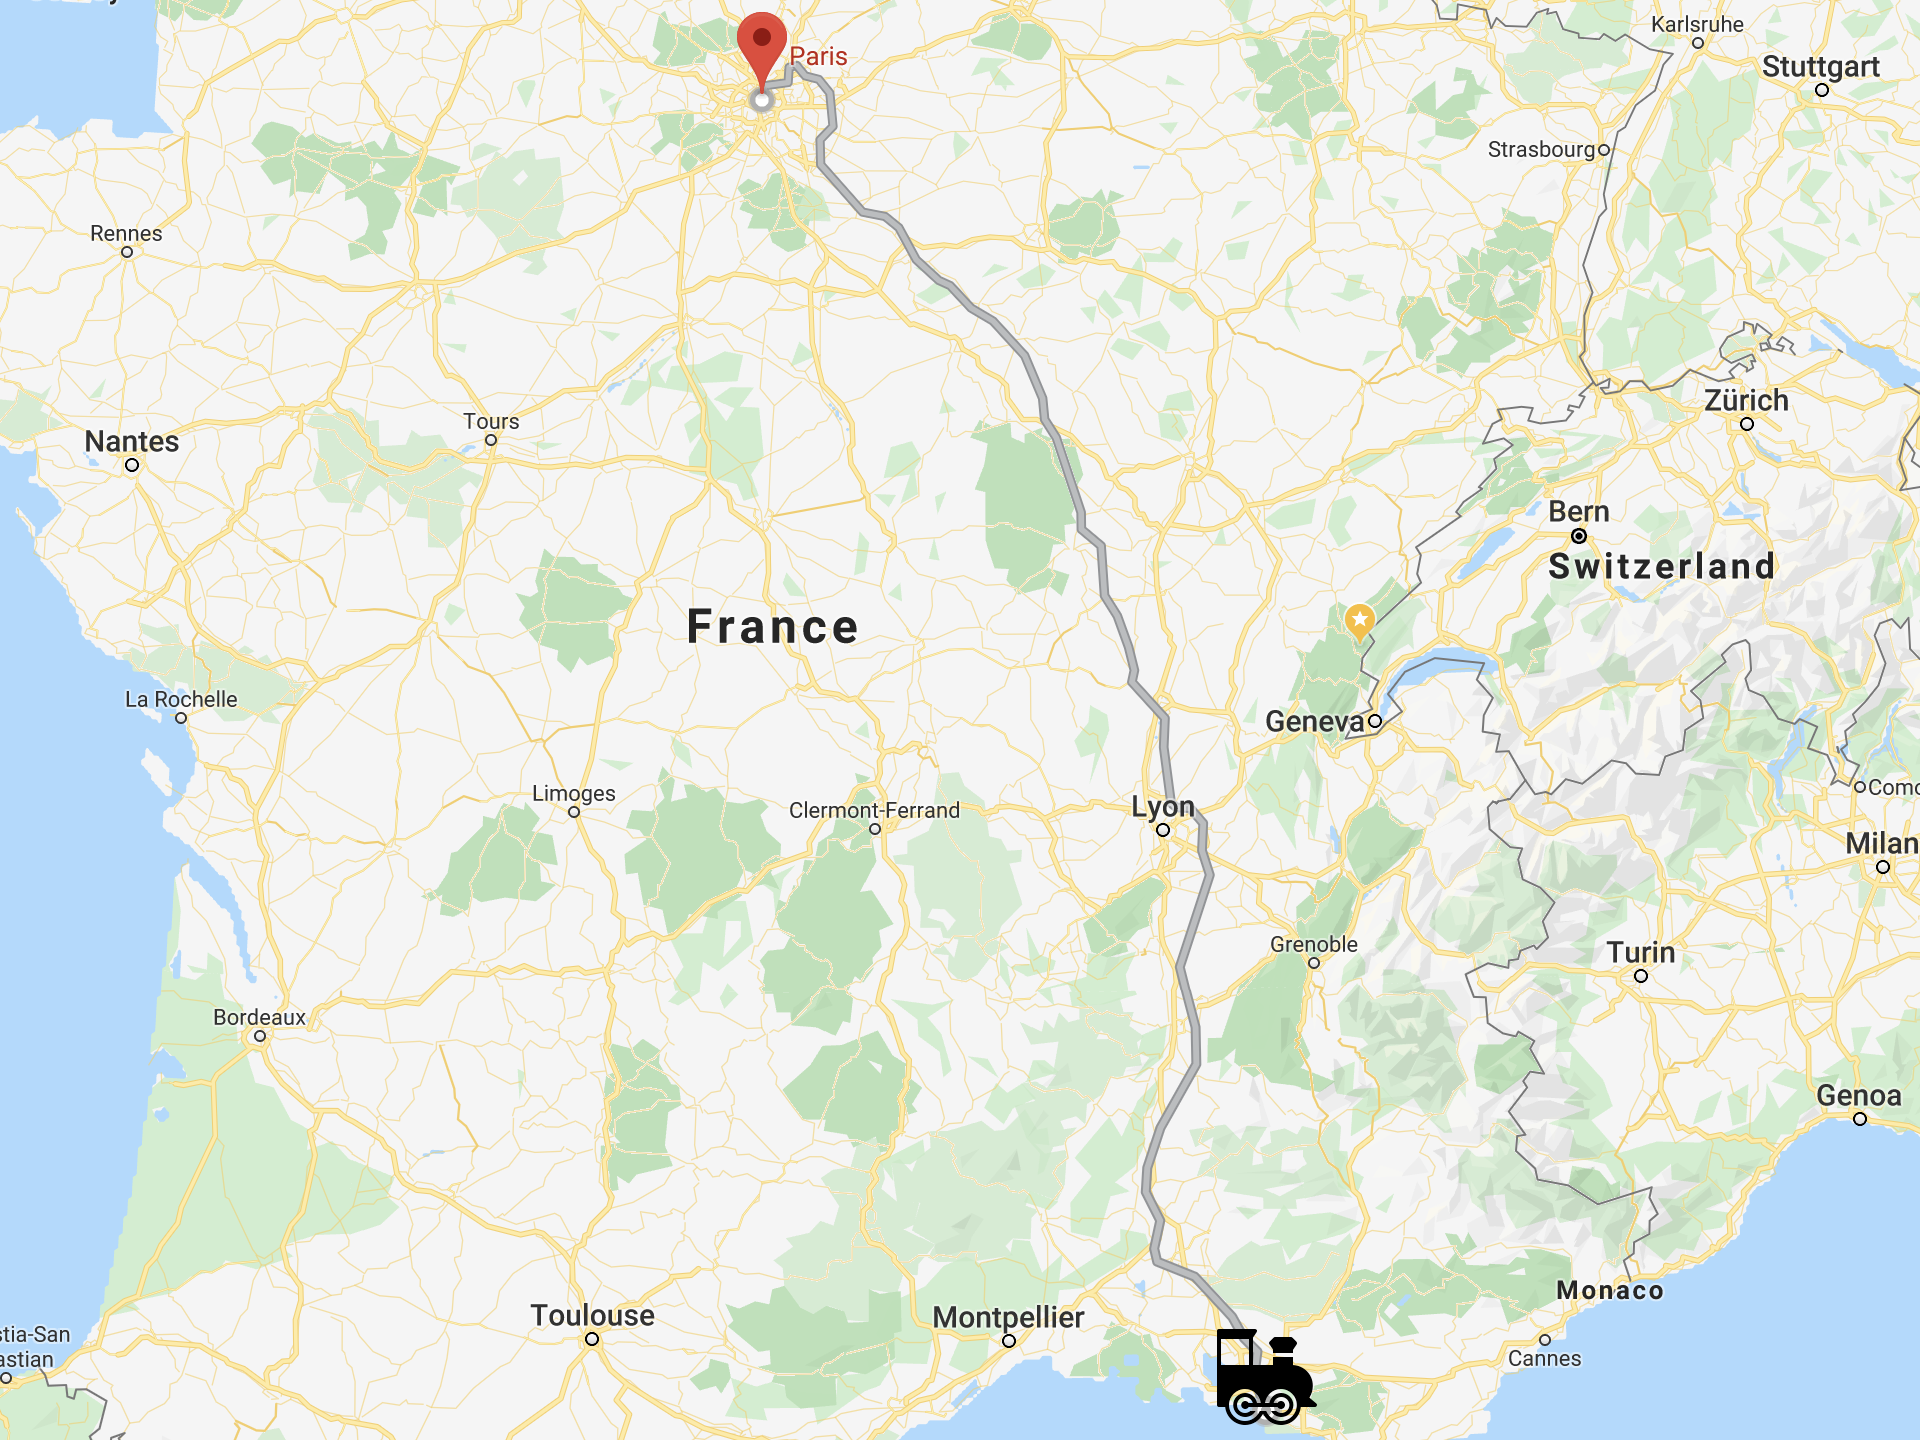 Karlsruhe
Paris
Stuttgart
Strasbourg
Rennes
Zürich
Tours
Nantes
Bern
Switzerland
France
La Rochelle
Geneva
Como
Limoges
Clermont-Ferrand
Lyon
Milan
Grenoble
Turin
Bordeaux
Genoa
Monaco
Toulouse
Montpellier
stia-San
astian
Cannes